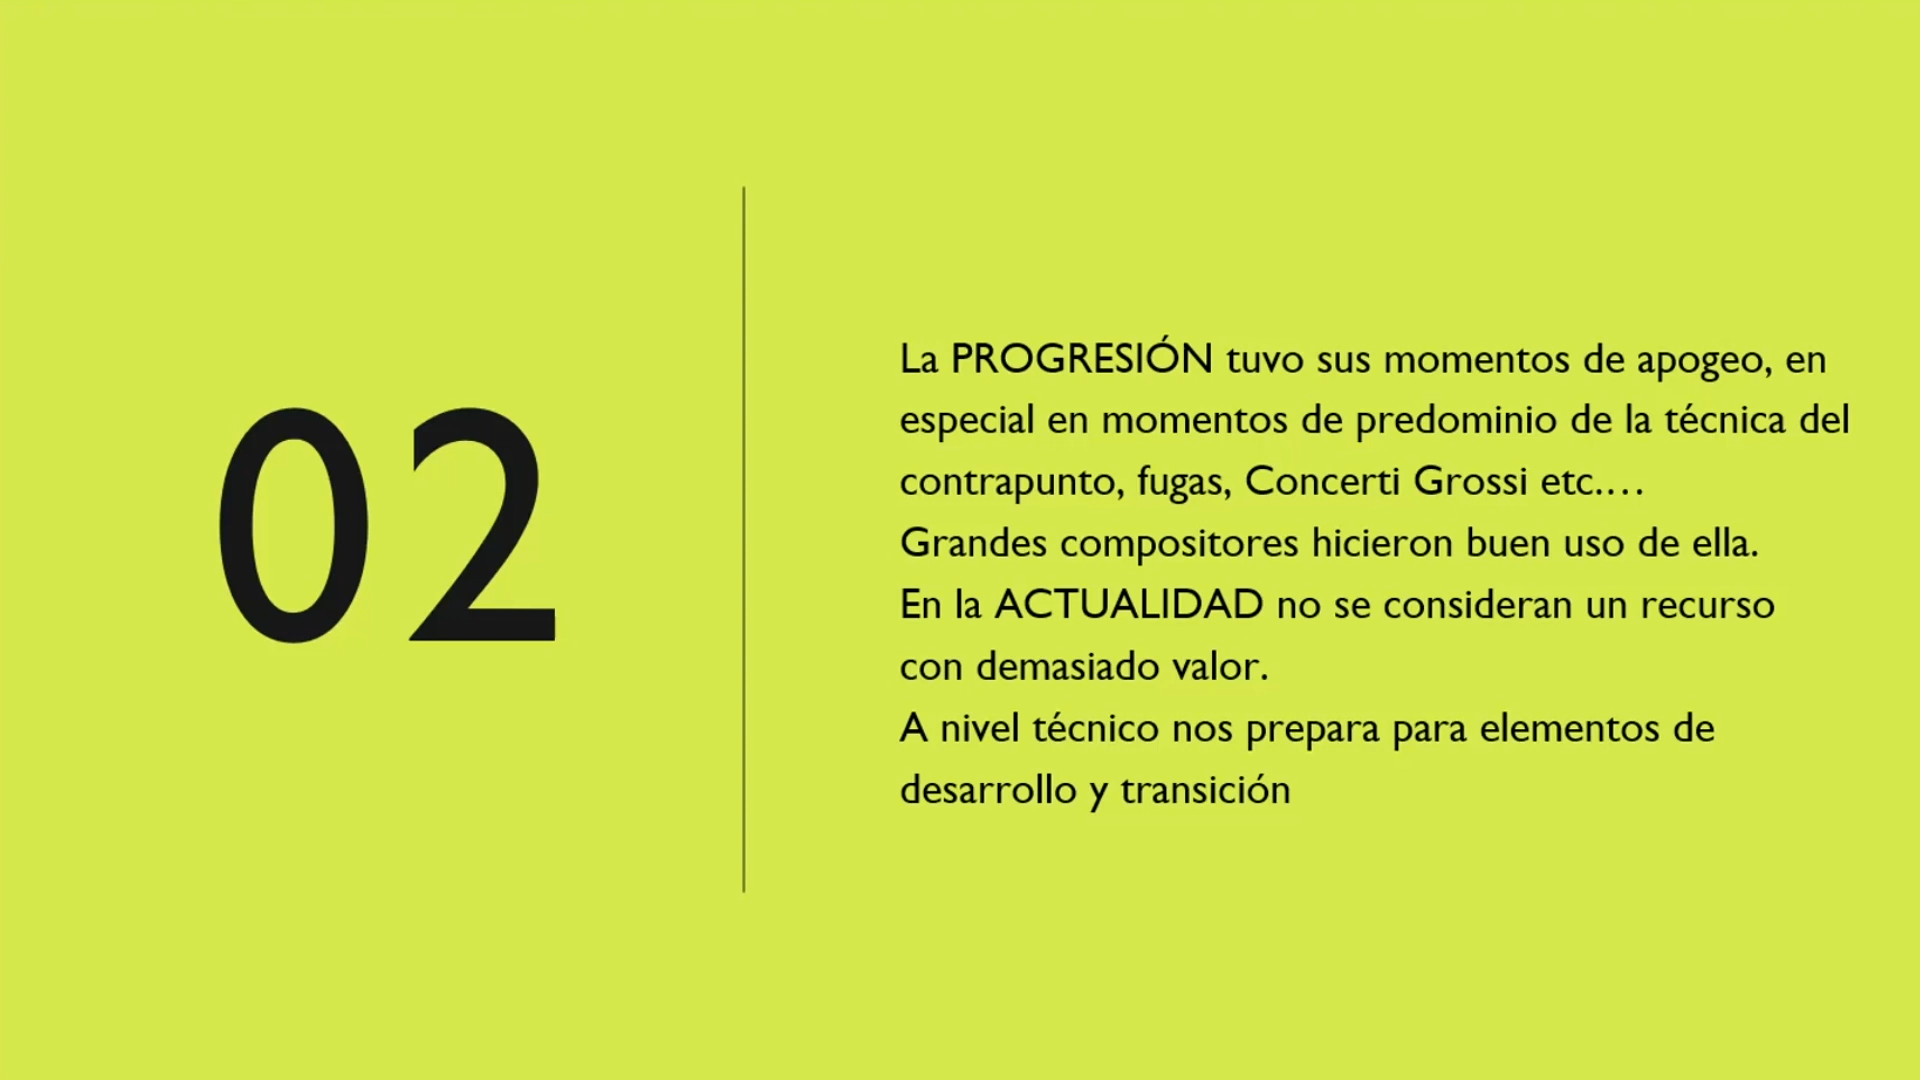 02
La PROGRESIÓN tuvo sus momentos de apogeo, en
especial en momentos de predominio de la técnica del
contrapunto, fugas, Concerti Grossi etc.…
Grandes compositores hicieron buen uso de ella.
En la ACTUALIDAD no se consideran un recurso
con demasiado valor.
A nivel técnico nos prepara para elementos de
desarrollo y transición